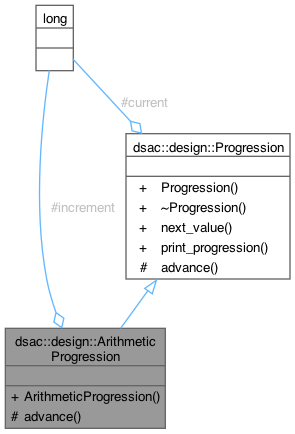 long
#current
dsac::design::Progression
+ Progression()
+ ~Progression()
+ next_value()
+ print_progression()
# advance()
#increment
dsac::design::Arithmetic
Progression
+ ArithmeticProgression()
# advance()